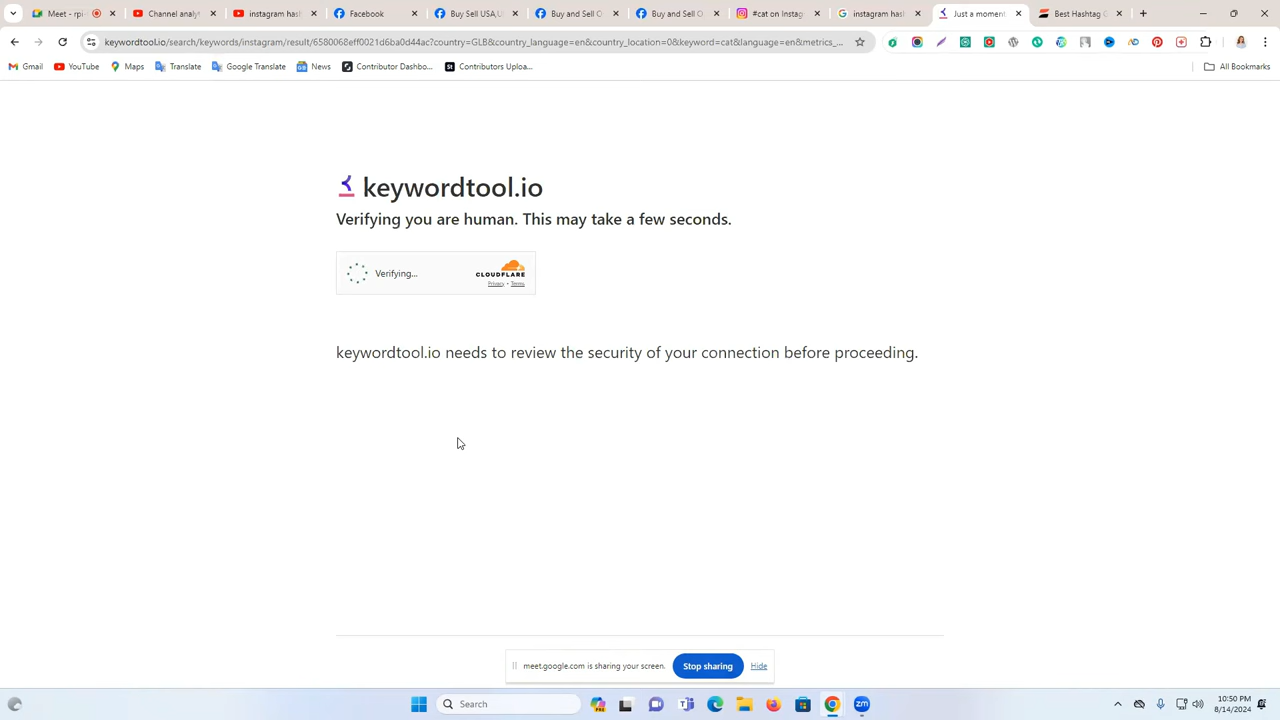 Meet - rpi
Channel analyt
instagram hash
Facebook
Buy Sell USA,U
Buy and Sell O
Buy and Sell O
#cat on Instag
instagram hash
Just a moment
Best Hashtag G
keywordtool.io/search/keywords/instagram/result/6580068ef0021d6ba0d44ac?country=GLB&country_language=en&country_location=0&keyword=cat&language=en&metrics_...
Gmail
YouTube
Maps
Translate
Google Translate
News
Contributor Dashbo...
Contributors Uploa...
All Bookmarks
keywordtool.io
Verifying you are human. This may take a few seconds.
Verifying...
CLOUDFLARE
Privacy • Terms
keywordtool.io needs to review the security of your connection before proceeding.
meet.google.com is sharing your screen.
Stop sharing
Hide
Search
zm
10:50 PM
8/14/2024